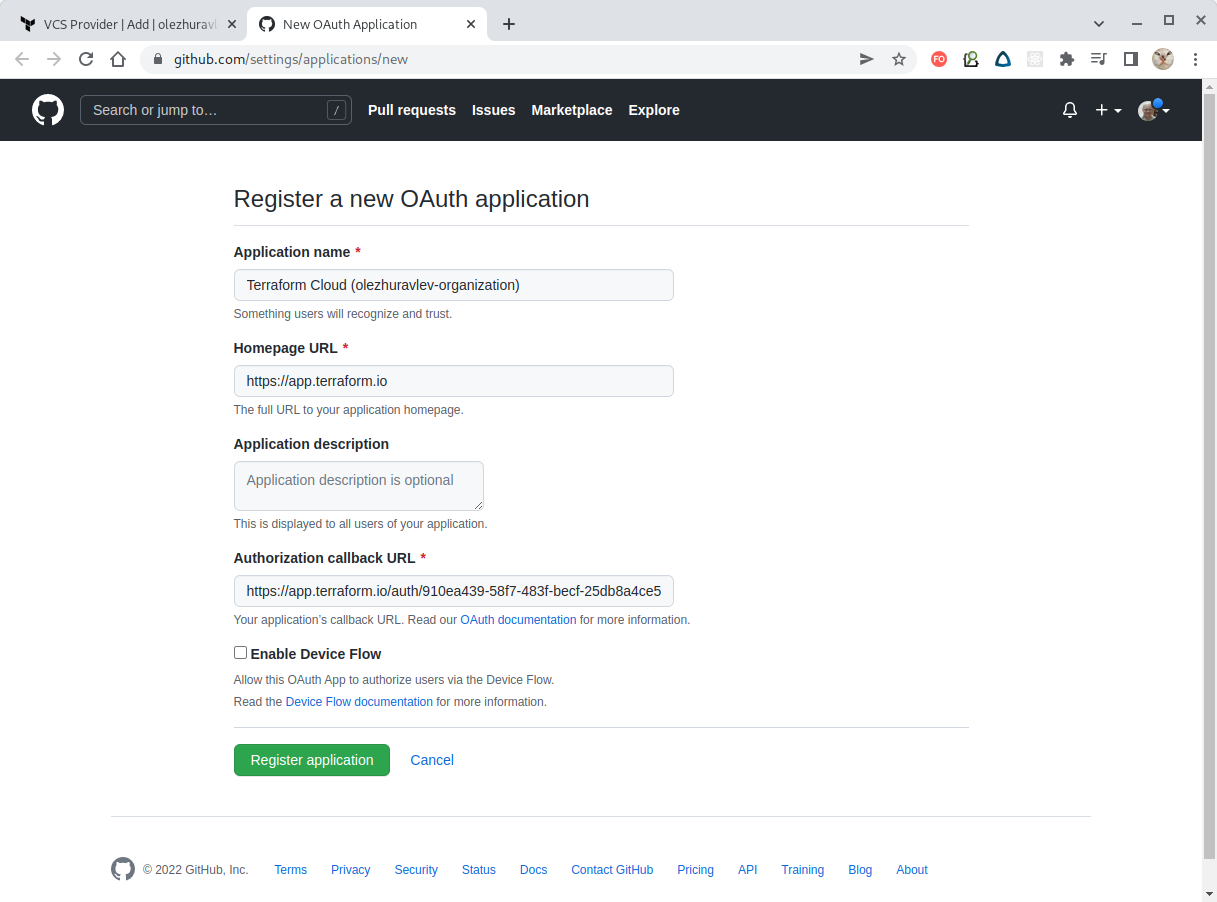 VCS Provider | Add | olezhurav
New OAuth Application
github.com/settings/applications/new
FO
Search or jump to…
/
Pull requests
Issues
Marketplace
Explore
Register a new OAuth application
Application name *
Terraform Cloud (olezhuravlev-organization)
Something users will recognize and trust.
Homepage URL *
https://app.terraform.io
The full URL to your application homepage.
Application description
Application description is optional
This is displayed to all users of your application.
Authorization callback URL *
https://app.terraform.io/auth/910ea439-58f7-483f-becf-25db8a4ce5
Your application's callback URL. Read our OAuth documentation for more information.
Enable Device Flow
Allow this OAuth App to authorize users via the Device Flow.
Read the Device Flow documentation for more information.
Register application
Cancel
© 2022 GitHub, Inc.
Terms
Privacy
Security
Status
Docs
Contact GitHub
Pricing
API
Training
Blog
About